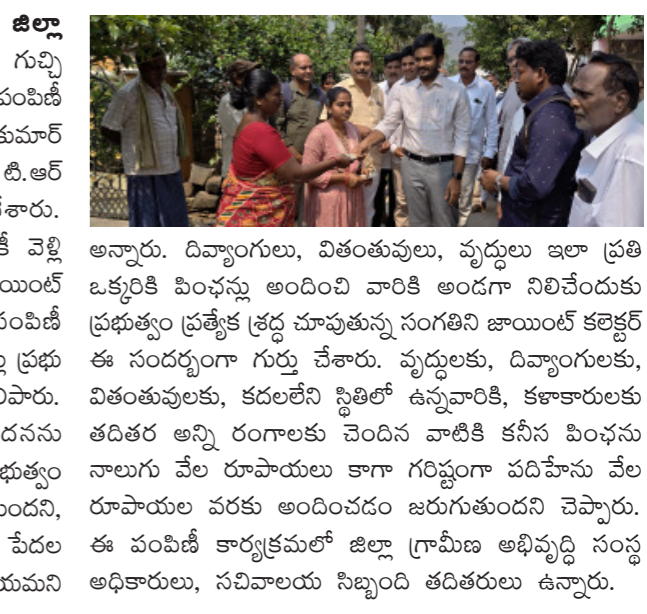 జిల్లా
గుచ్చి
పంపిణీ
కుమార్
టి.ఆర్
వెళ్లి
ప్రభు
పేదల
అన్నారు. దివ్యాంగులు, వితంతువులు, వృద్ధులు ఇలా ప్రతి
ఒక్కరికి పింఛన్లు అందించి వారికి అండగా నిలిచేందుకు
ప్రభుత్వం ప్రత్యేక శ్రద్ధ చూపుతున్న సంగతిని జాయింట్ కలెక్టర్
ఈ సందర్భంగా గుర్తు చేశారు. వృద్ధులకు, దివ్యాంగులకు,
వితంతువులకు, కదలలేని స్థితిలో ఉన్నవారికి, కళాకారులకు
తదితర అన్ని రంగాలకు చెందిన వాటికి కనీస పింఛను
నాలుగు వేల రూపాయలు కాగా గరిష్టంగా పదిహేను వేల
రూపాయల వరకు అందించడం జరుగుతుందని చెప్పారు.
ఈ పంపిణీ కార్యక్రమంలో జిల్లా గ్రామీణ అభివృద్ధి సంస్థ
అధికారులు, సచివాలయ సిబ్బంది తదితరులు ఉన్నారు.